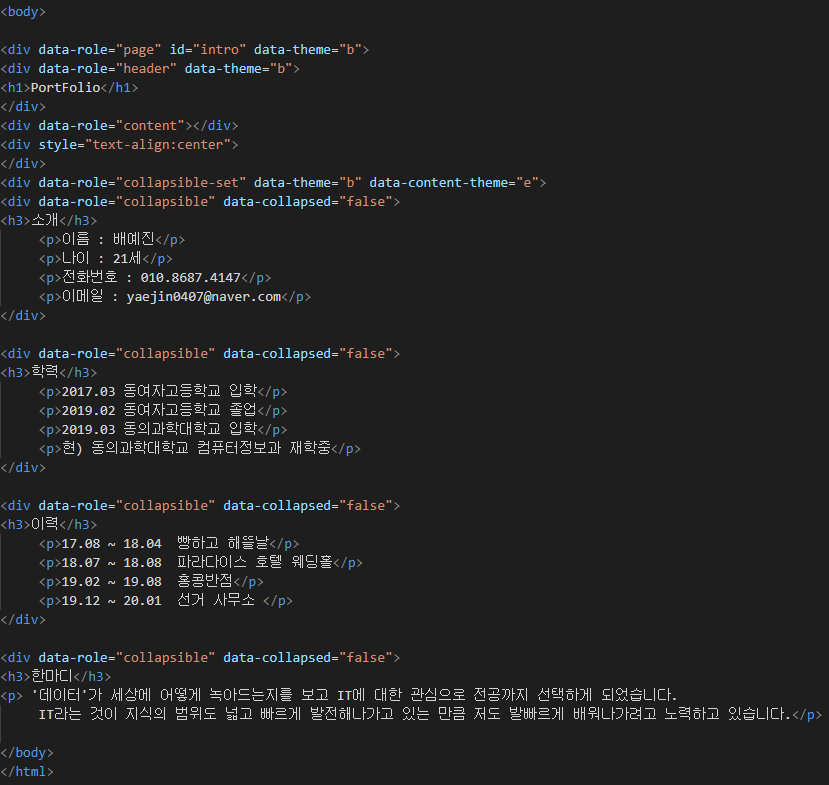 <body>
<div data-role="page" id="intro" data-theme="b">
<div data-role="header" data-theme="b">
<h1>PortFolio</h1>
</div>
<div data-role="content"></div>
<div style="text-align:center">
</div>
<div data-role="collapsible-set" data-theme="b" data-content-theme="e">
<div data-role="collapsible" data-collapsed="false">
<h3>소개</h3>
<p>이름 : 배예진</p>
<p>나이 : 21세</p>
<p>전화번호 : 010.8687.4147</p>
<p>이메일 : yaejin0407@naver.com</p>
</div>
<div data-role="collapsible" data-collapsed="false">
<h3>학력</h3>
<p>2017.03 동여자고등학교 입학</p>
<p>2019.02 동여자고등학교 졸업</p>
<p>2019.03 동의과학대학교 입학</p>
<p>현) 동의과학대학교 컴퓨터정보과 재학중</p>
</div>
<div data-role="collapsible" data-collapsed="false">
<h3>이력</h3>
<p>17.08 ~ 18.04  빵하고 해뜰날</p>
<p>18.07 ~ 18.08  파라다이스 호텔 웨딩홀</p>
<p>19.02 ~ 19.08  홍콩반점</p>
<p>19.12 ~ 20.01  선거 사무소 </p>
</div>
<div data-role="collapsible" data-collapsed="false">
<h3>한마디</h3>
<p> '데이터'가 세상에 어떻게 녹아드는지를 보고 IT에 대한 관심으로 전공까지 선택하게 되었습니다.
IT라는 것이 지식의 범위도 넓고 빠르게 발전해나가고 있는 만큼 저도 발빠르게 배워나가려고 노력하고 있습니다.</p>
</body>
</html>